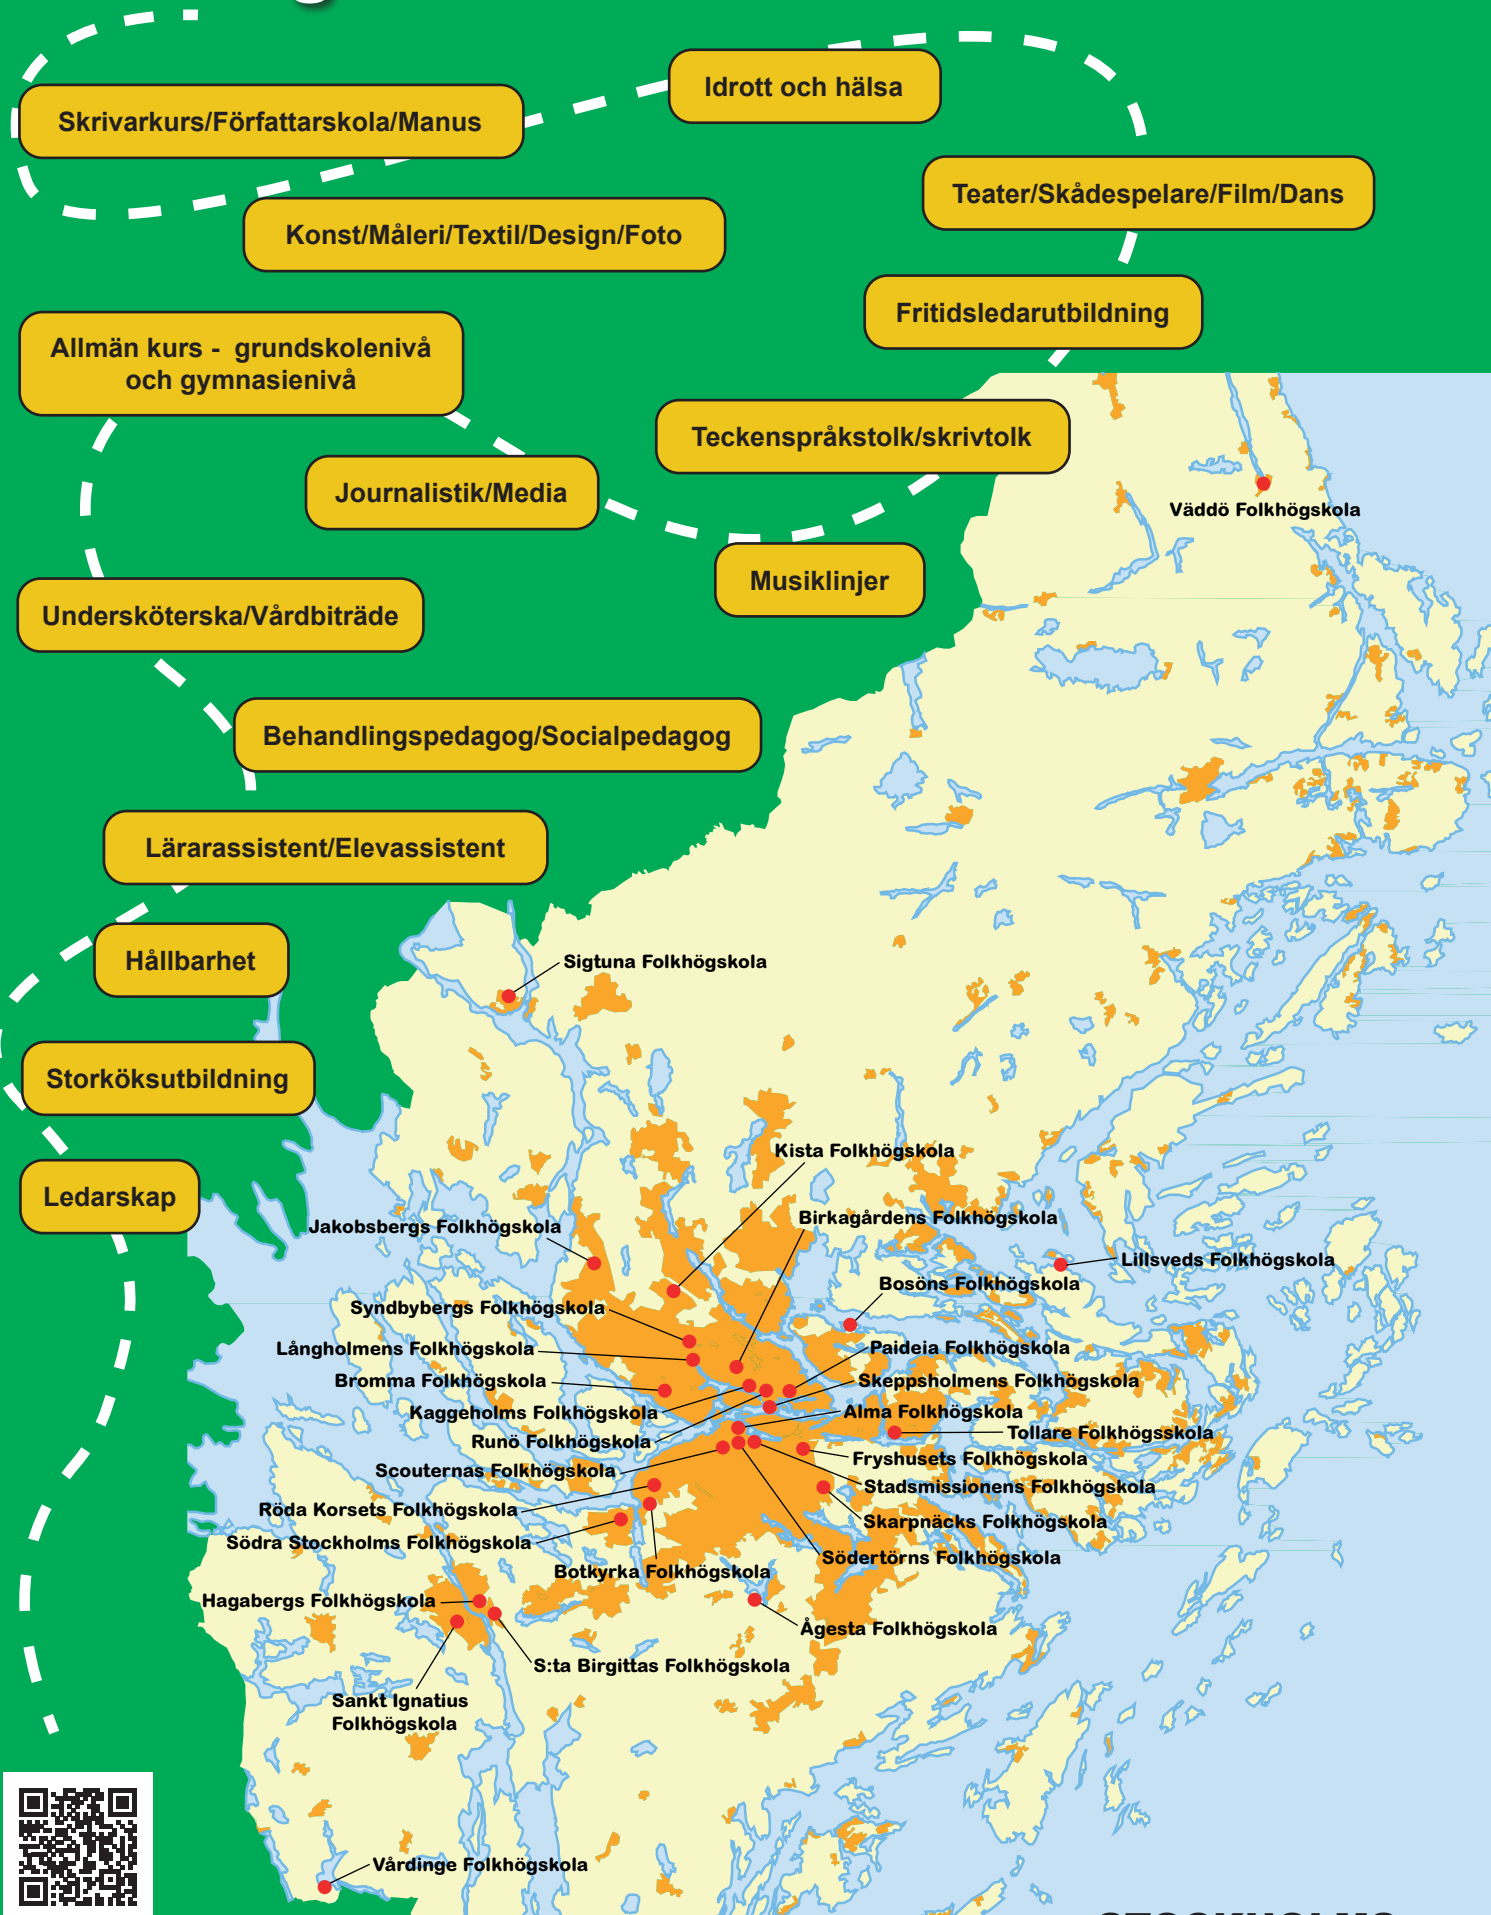 Idrott och hälsa
Skrivarkurs/Författarskola/Manus
Teater/Skådespelare/Film/Dans
Konst/Måleri/Textil/Design/Foto
Fritidsledarutbildning
Allmän kurs - grundskolenivå
och gymnasienivå
Teckenspråkstolk/skrivtolk
Journalistik/Media
Väddö Folkhögskola
Musiklinjer
Undersköterska/Vårdbiträde
Behandlingspedagog/Socialpedagog
Lärarassistent/Elevassistent
Hållbarhet
Sigtuna Folkhögskola
Storköksutbildning
Kista Folkhögskola
Ledarskap
Birkagårdens Folkhögskola
Jakobsbergs Folkhögskola
Lillsveds Folkhögskola
Bosöns Folkhögskola
Syndbybergs Folkhögskola
Långholmens Folkhögskola
Paideia Folkhögskola
Bromma Folkhögskola
Skeppsholmens Folkhögskola
Kaggeholms Folkhögskola
Alma Folkhögskola
Tollare Folkhögsskola
Runö Folkhögskola
Fryshusets Folkhögskola
Scouternas Folkhögskola
Stadsmissionens Folkhögskola
Röda Korsets Folkhögskola
Skarpnäcks Folkhögskola
Södra Stockholms Folkhögskola
Södertörns Folkhögskola
Botkyrka Folkhögskola
Hagabergs Folkhögskola
Ågesta Folkhögskola
S:ta Birgittas Folkhögskola
Sankt Ignatius
Folkhögskola
Vårdinge Folkhögskola
STOCKHOLMS